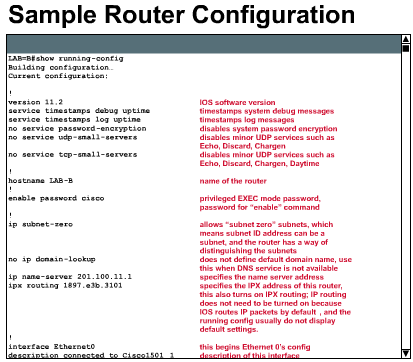 Sample Router Configuration
LAB=B#show running-config
Building configuration…
Current configuration:
!
version 11.2 IOS software version
service timestamps debug uptime timestamps system debug messages
service timestamps log uptime timestamps log messages
no service password-encryption disables system password encryption
no service udp-small-servers disables minor UDP services such as
Echo, Discard, Chargen
no service tcp-small-servers disables minor UDP services such as
Echo, Discard, Chargen, Daytime
!
hostname LAB-B name of the router
!
enable password cisco privileged EXEC mode password,
password for "enable" command
!
ip subnet-zero allows "subnet zero" subnets, which
means subnet ID address can be a
subnet, and the router has a way of
distinguishing the subnets
no ip domain-lookup does not define default domain name, use
this when DNS service is not available
ip name-server 201.100.11.1 specifies the name server address
ipx routing 1897.e3b.3101 specifies the IPX address of this router,
this also turns on IPX routing; IP routing
does not need to be turned on because
IOS routes IP packets by default , and the
running config usually do not display
default settings.
!
interface Ethernet0 this begins Ethernet 0's config
description connected to Cisco1501_1 description of this interface